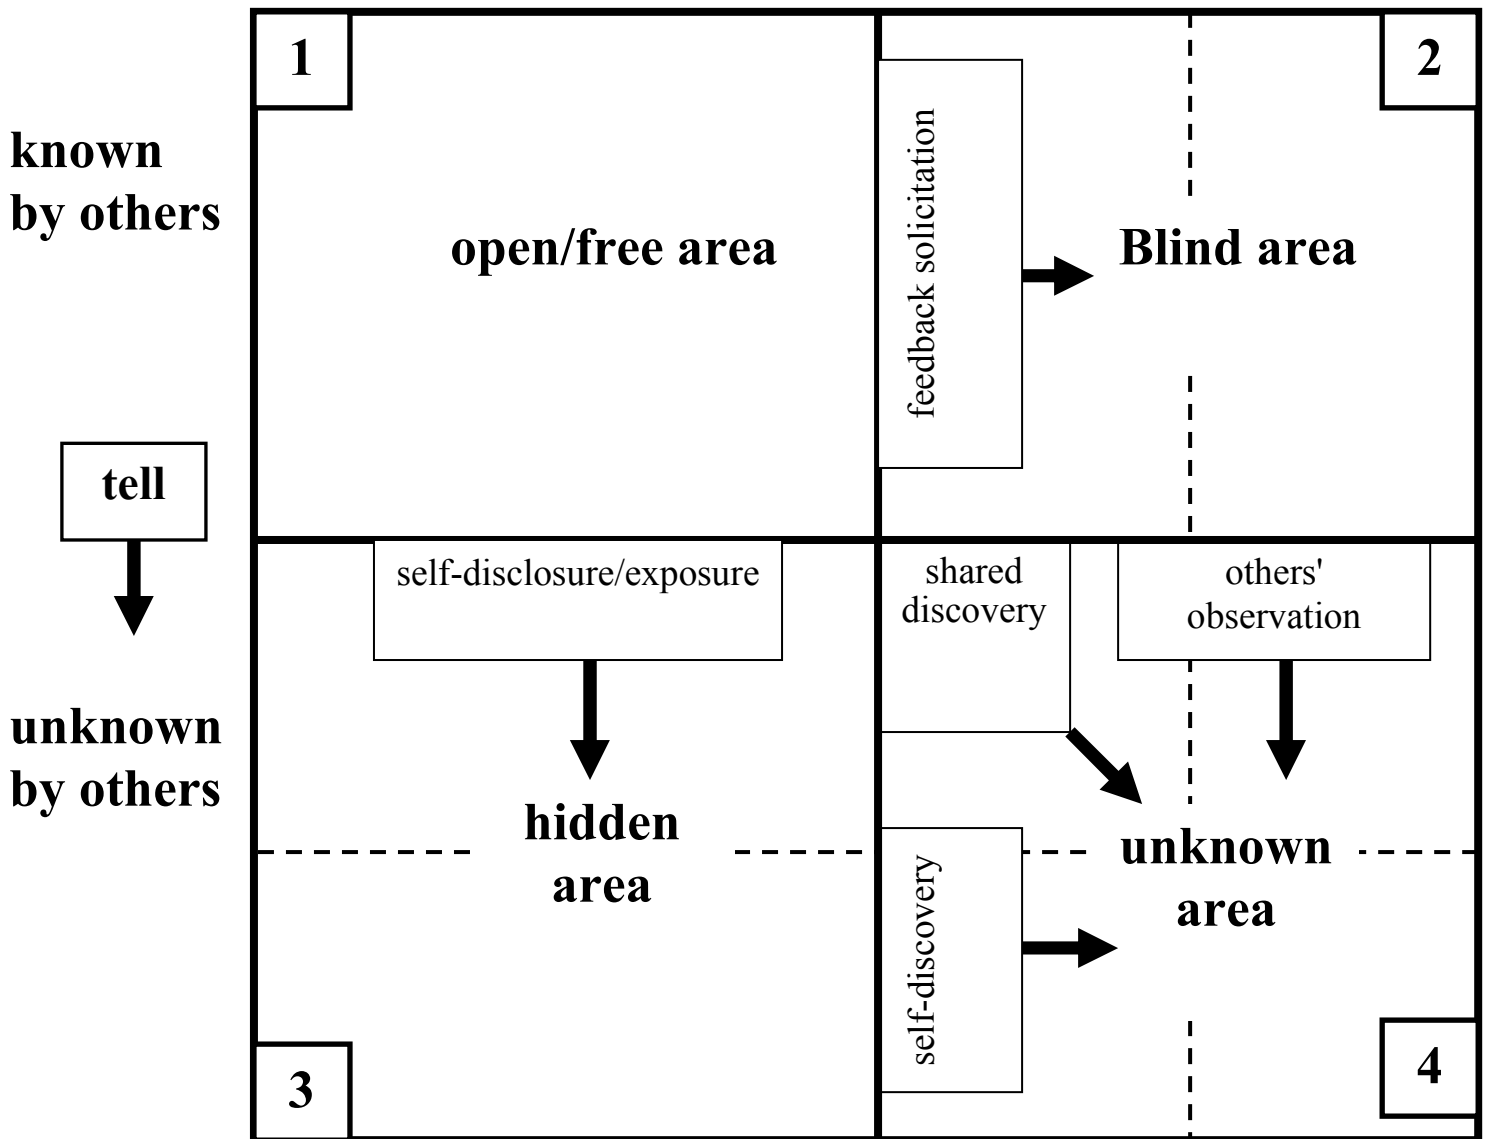 1
2
known
by others
open/free area
feedback solicitation
Blind area
tell
self-disclosure/exposure
shared
discovery
others'
observation
unknown
by others
hidden
area
self-discovery
unknown
area
3
4